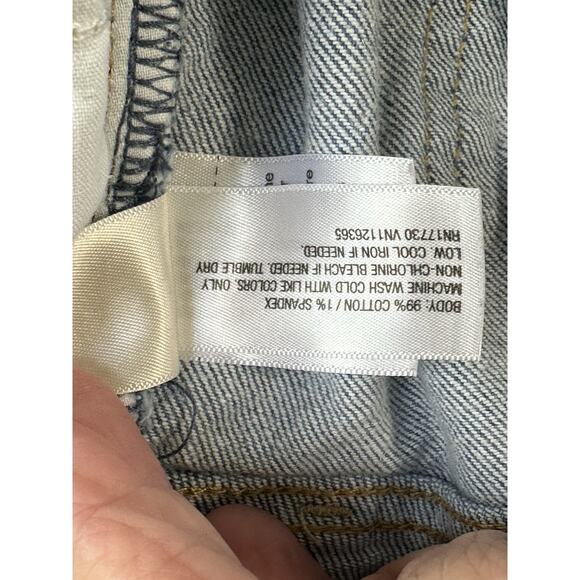 BODY: 99% COTTON / 1% SPANDEX
MACHINE WASH COLD WITH LIKE COLORS. ONLY
NON-CHLORINE BLEACH IF NEEDED. TUMBLE DRY
LOW. COOL IRON IF NEEDED.
RN17730 VN1126365